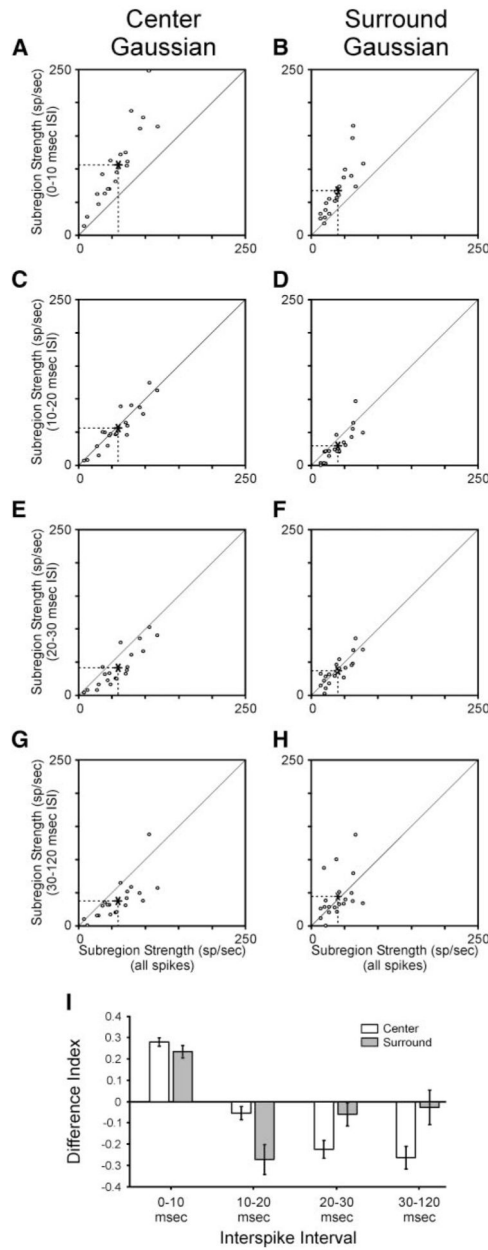 Center
Gaussian
Surround
Gaussian
A
B
250
Subregion Strength (sp/sec)
(0-10 msec ISI)
0
0
250
250
0
0
250
C
D
250
Subregion Strength (sp/sec)
(10-20 msec ISI)
0
0
250
250
0
0
250
E
F
250
Subregion Strength (sp/sec)
(20-30 msec ISI)
0
0
250
250
0
0
250
G
H
250
Subregion Strength (sp/sec)
(30-120 msec ISI)
0
0
250
Subregion Strength (sp/sec)
(all spikes)
250
0
0
250
Subregion Strength (sp/sec)
(all spikes)
I
Difference Index
0.4
0.3
0.2
0.1
0
-0.1
-0.2
-0.3
-0.4
Center
Surround
0-10
msec
10-20
msec
20-30
msec
30-120
msec
Interspike Interval